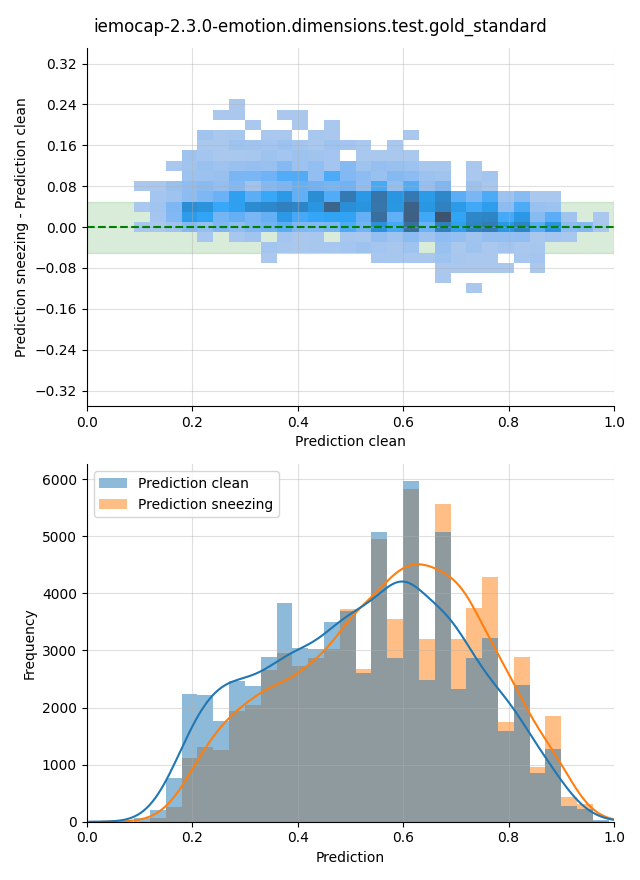 iemocap-2.3.0-emotion.dimensions.test.gold_standard
Prediction sneezing - Prediction clean
0.32
0.24
0.16
0.08
0.00
−0.08
−0.16
−0.24
−0.32
0.0 0.2 0.4 0.6 0.8 1.0
Prediction clean
Frequency
6000
5000
4000
3000
2000
1000
0
Prediction clean
Prediction sneezing
0.0 0.2 0.4 0.6 0.8 1.0
Prediction